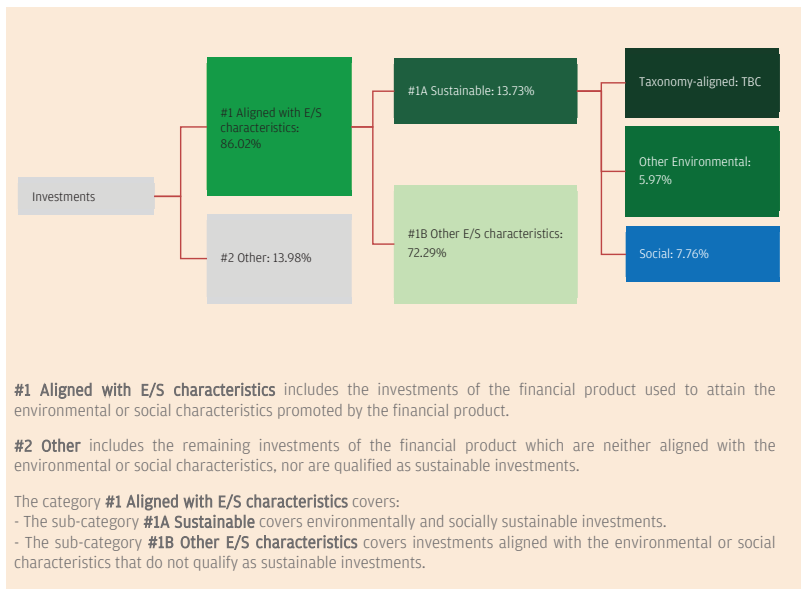 Investments
#1 Aligned with E/S
characteristics:
86.02%
#2 Other: 13.98%
#1A Sustainable: 13.73%
#1B Other E/S characteristics:
72.29%
Taxonomy-aligned: TBC
Other Environmental:
5.97%
Social: 7.76%
#1 Aligned with E/S characteristics includes the investments of the financial product used to attain the
environmental or social characteristics promoted by the financial product.
#2 Other includes the remaining investments of the financial product which are neither aligned with the
environmental or social characteristics, nor are qualified as sustainable investments.
The category #1 Aligned with E/S characteristics covers:
- The sub-category #1A Sustainable covers environmentally and socially sustainable investments.
- The sub-category #1B Other E/S characteristics covers investments aligned with the environmental or social
characteristics that do not qualify as sustainable investments.